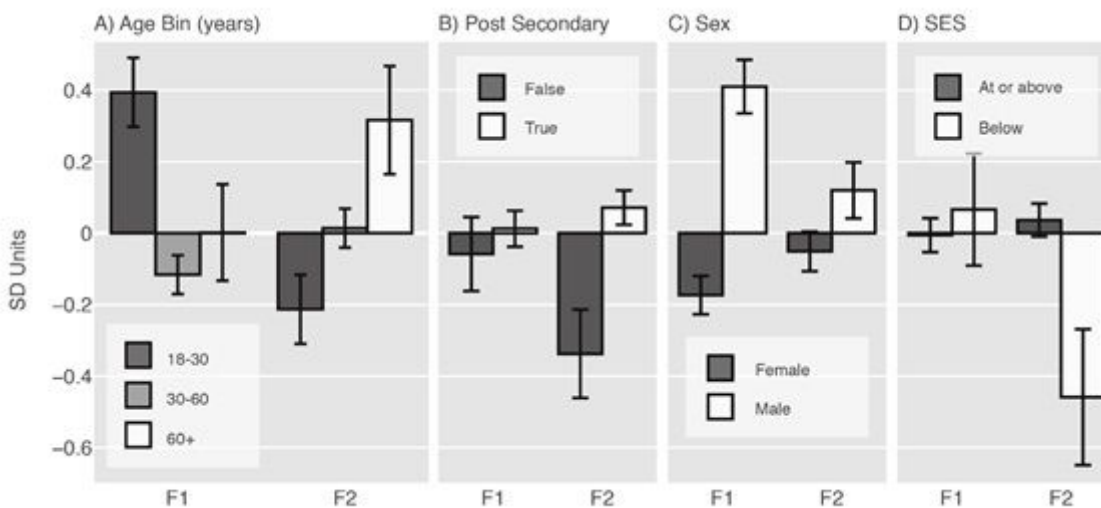 A) Age Bin (years)
B) Post Secondary
C) Sex
D) SES
SD Units
0.4
0.2
0
−0.2
−0.4
−0.6
18-30
30-60
60+
False
True
Female
Male
At or above
Below
F1
F2
F1
F2
F1
F2
F1
F2